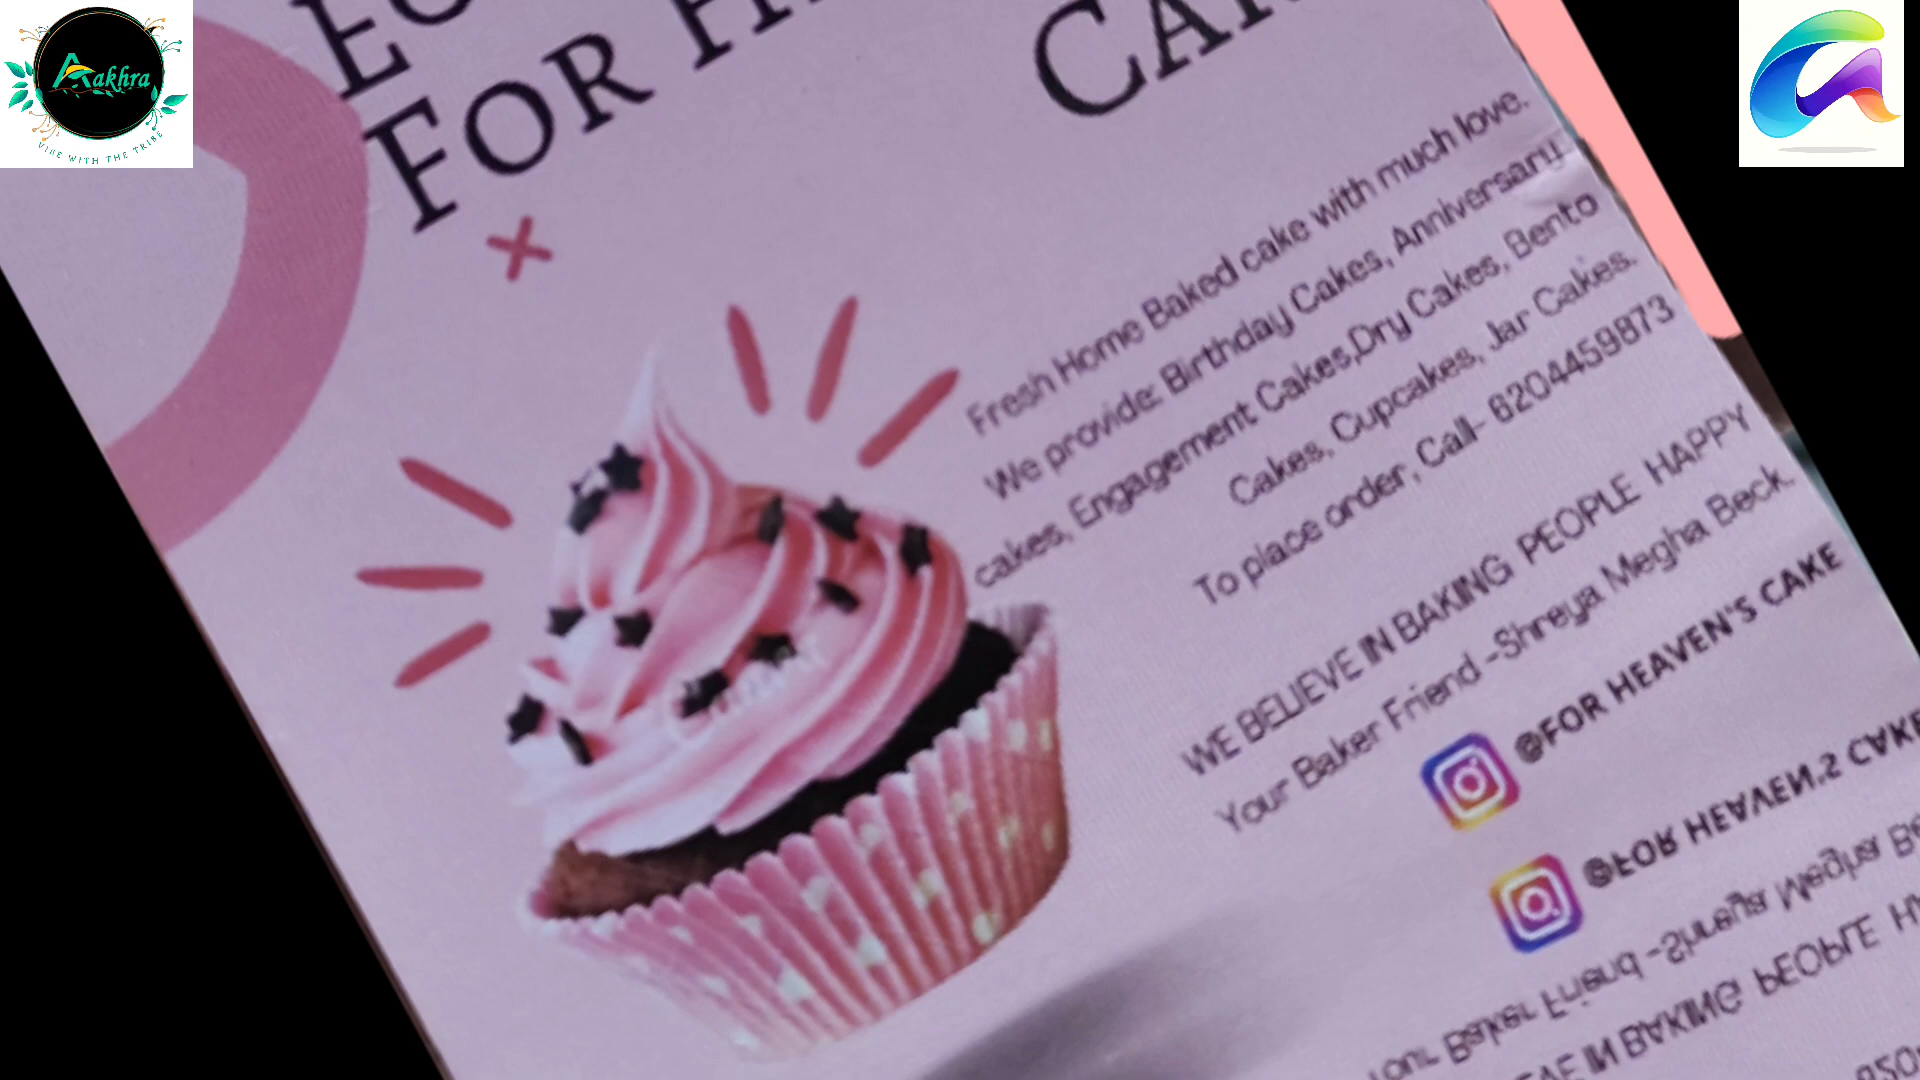 Aakhra
VIBE WITH THE TRIBE
FOR
Fresh Home Baked cake with much love.
We provide: Birthday Cakes, Anniversary
cakes, Engagement Cakes,Dry Cakes, Bento
Cakes, Cupcakes, Jar Cakes.
To place order, Call- 6204459873
WE BELIEVE IN BAKING PEOPLE HAPPY
Your Baker Friend -Shreya Megha Beck.
@FOR HEAVEN'S CAKE